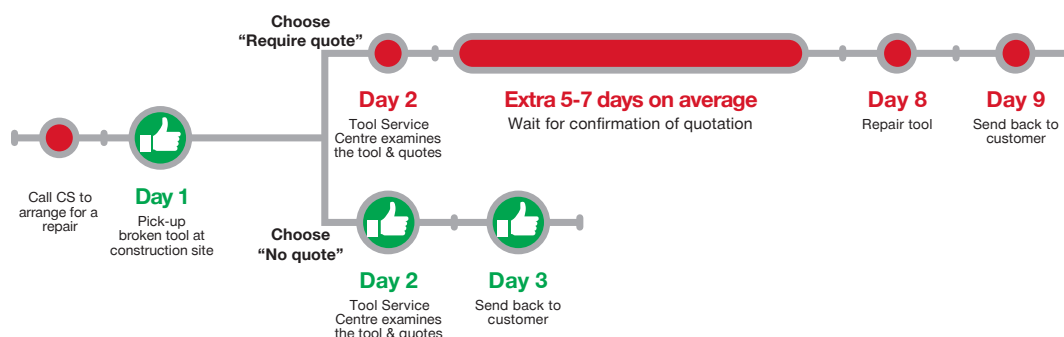 Choose
“Require quote”
Day 2
Tool Service
Centre examines
the tool & quotes
Extra 5-7 days on average
Wait for confirmation of quotation
Day 8
Repair tool
Day 9
Send back to
customer
Call CS to
arrange for a
repair
Day 1
Pick-up
broken tool at
construction site
Choose
“No quote”
Day 2
Tool Service
Centre examines
the tool & quotes
Day 3
Send back to
customer